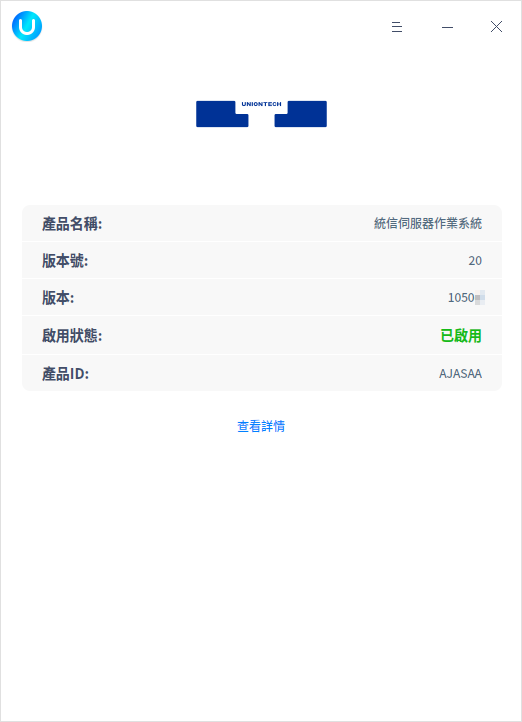 UNIONTECH
產品名稱: 統信伺服器作業系統
版本號: 20
版本: 1050
啟用狀態: 已啟用
產品ID: AJASAA
查看詳情